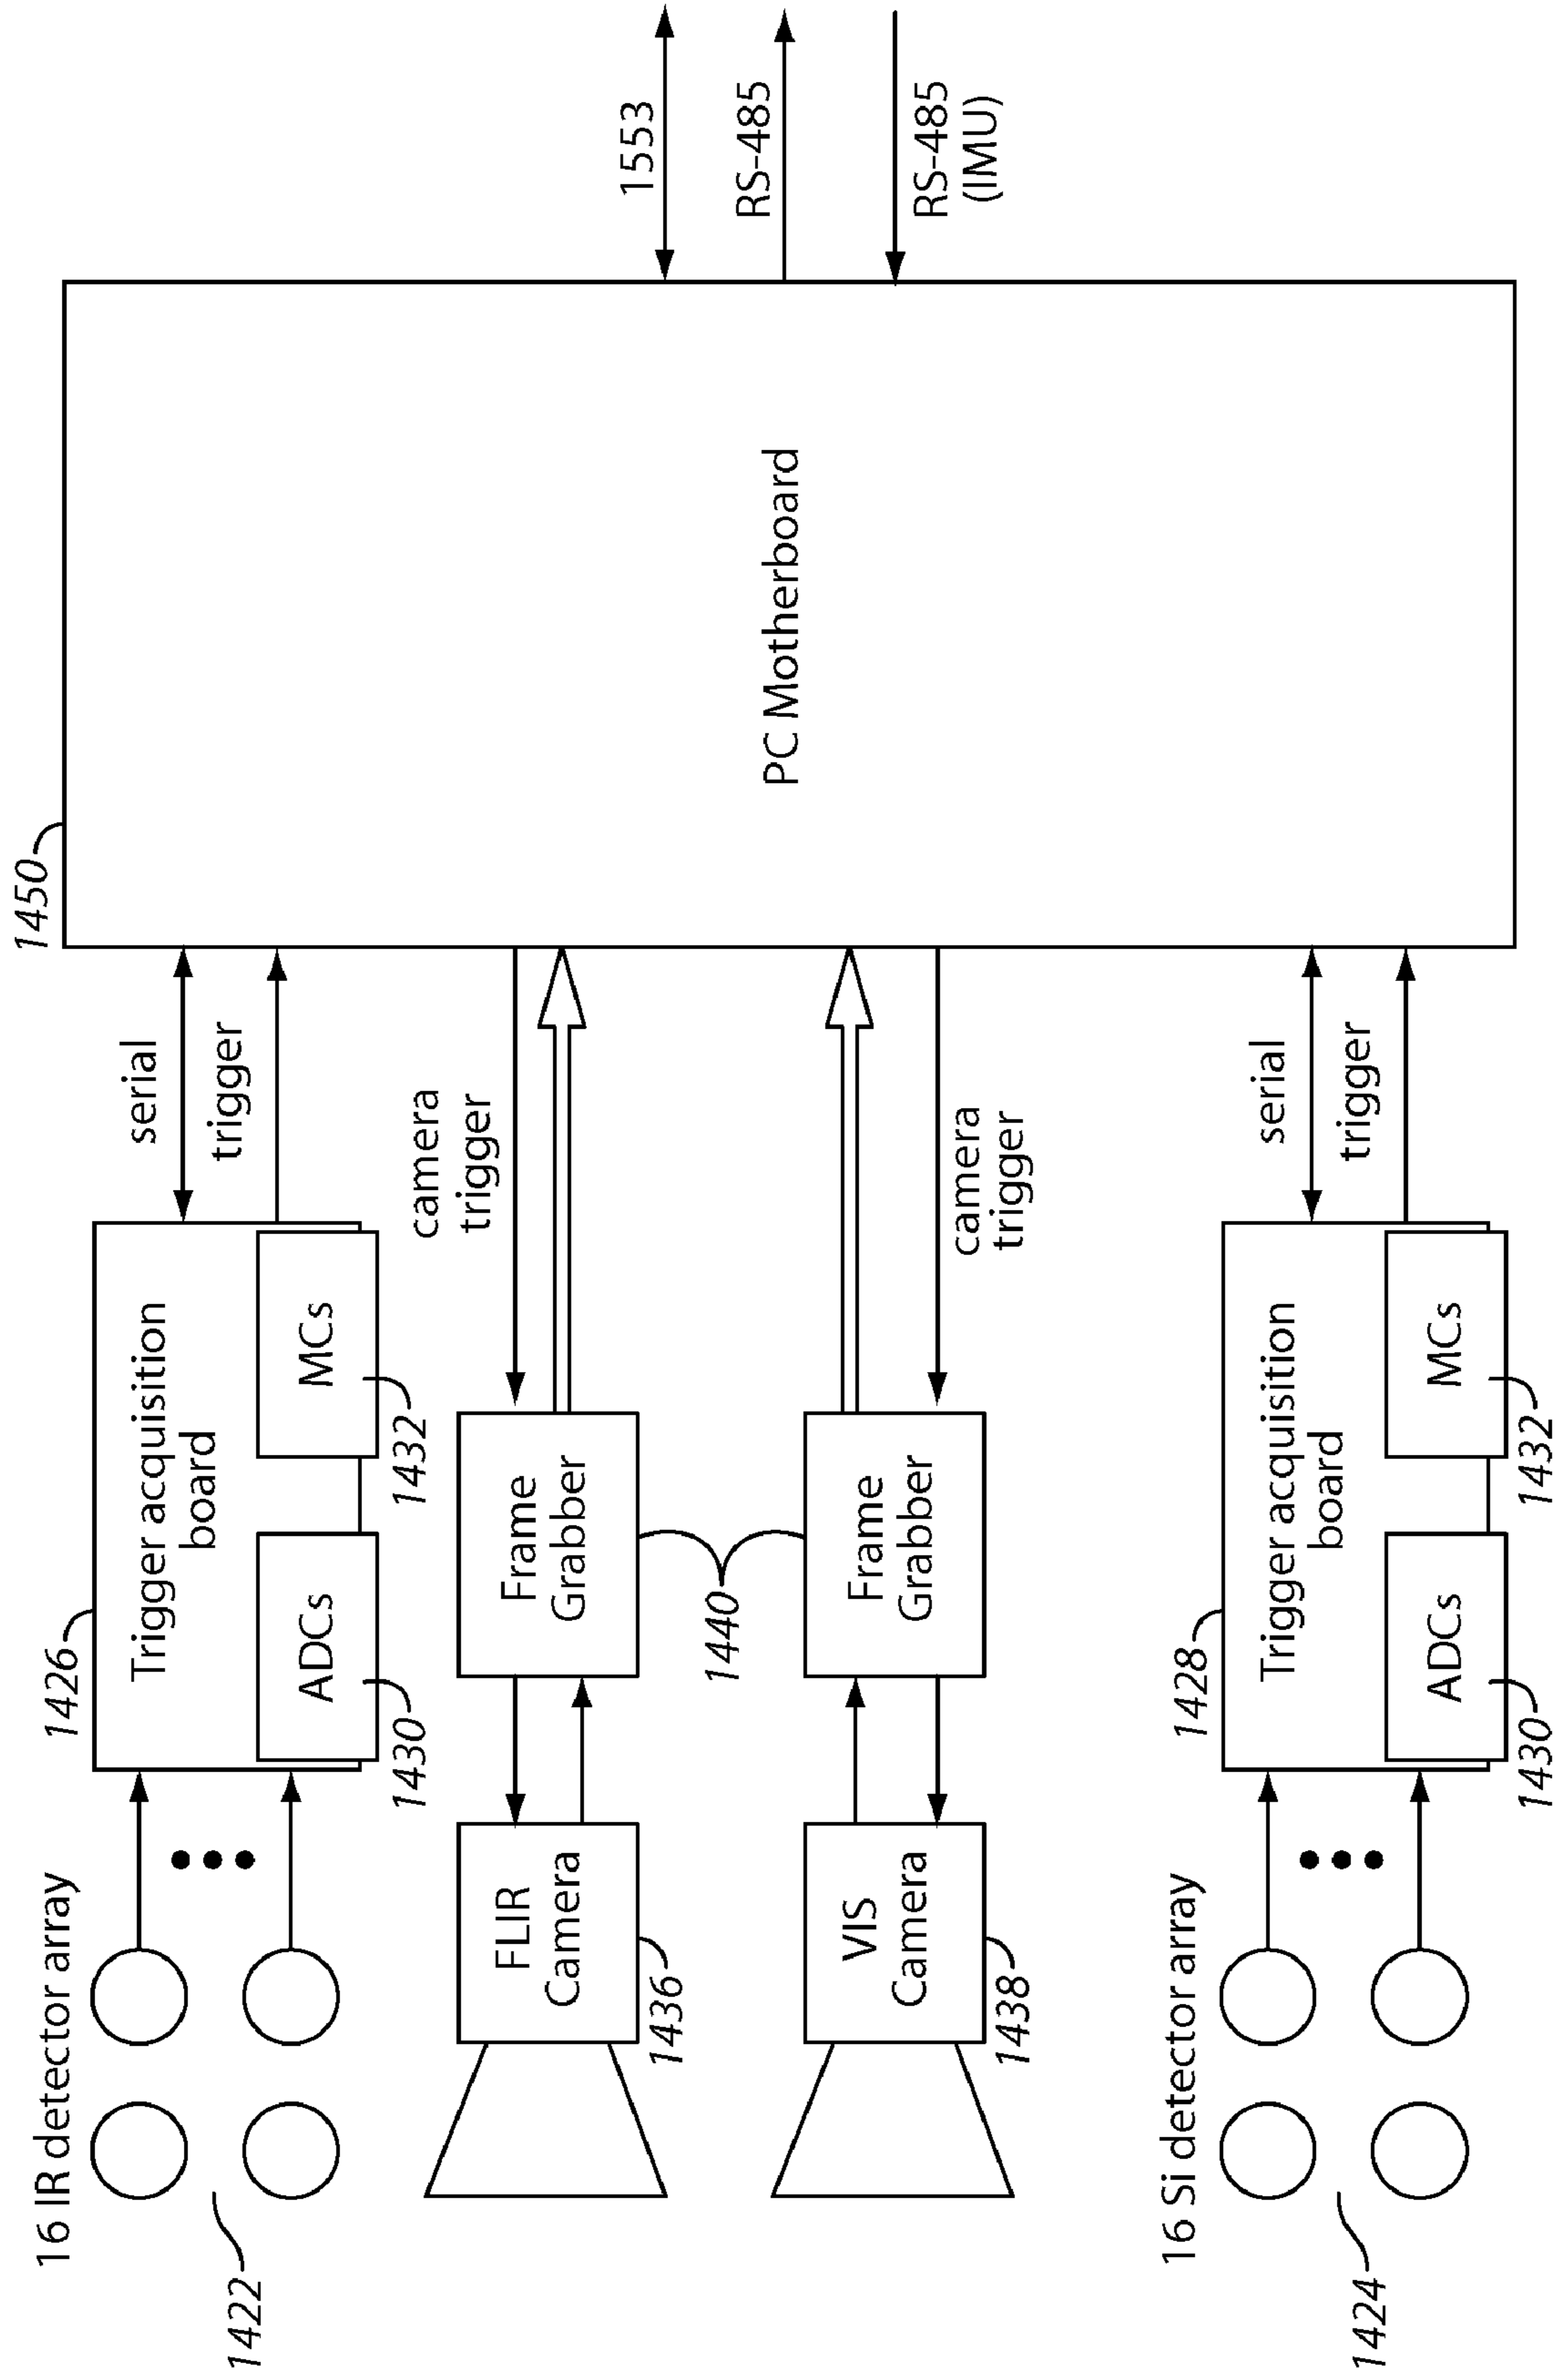 16 IR detector array
1422
1426
Trigger acquisition
board
ADCs
1430
MCs
1432
serial
trigger
1450
PC Motherboard
1553
RS-485
RS-485
(IMU)
FLIR
Camera
1436
Frame
Grabber
camera
trigger
1440
VIS
Camera
1438
Frame
Grabber
camera
trigger
16 Si detector array
1424
1428
Trigger acquisition
board
ADCs
1430
MCs
1432
serial
trigger